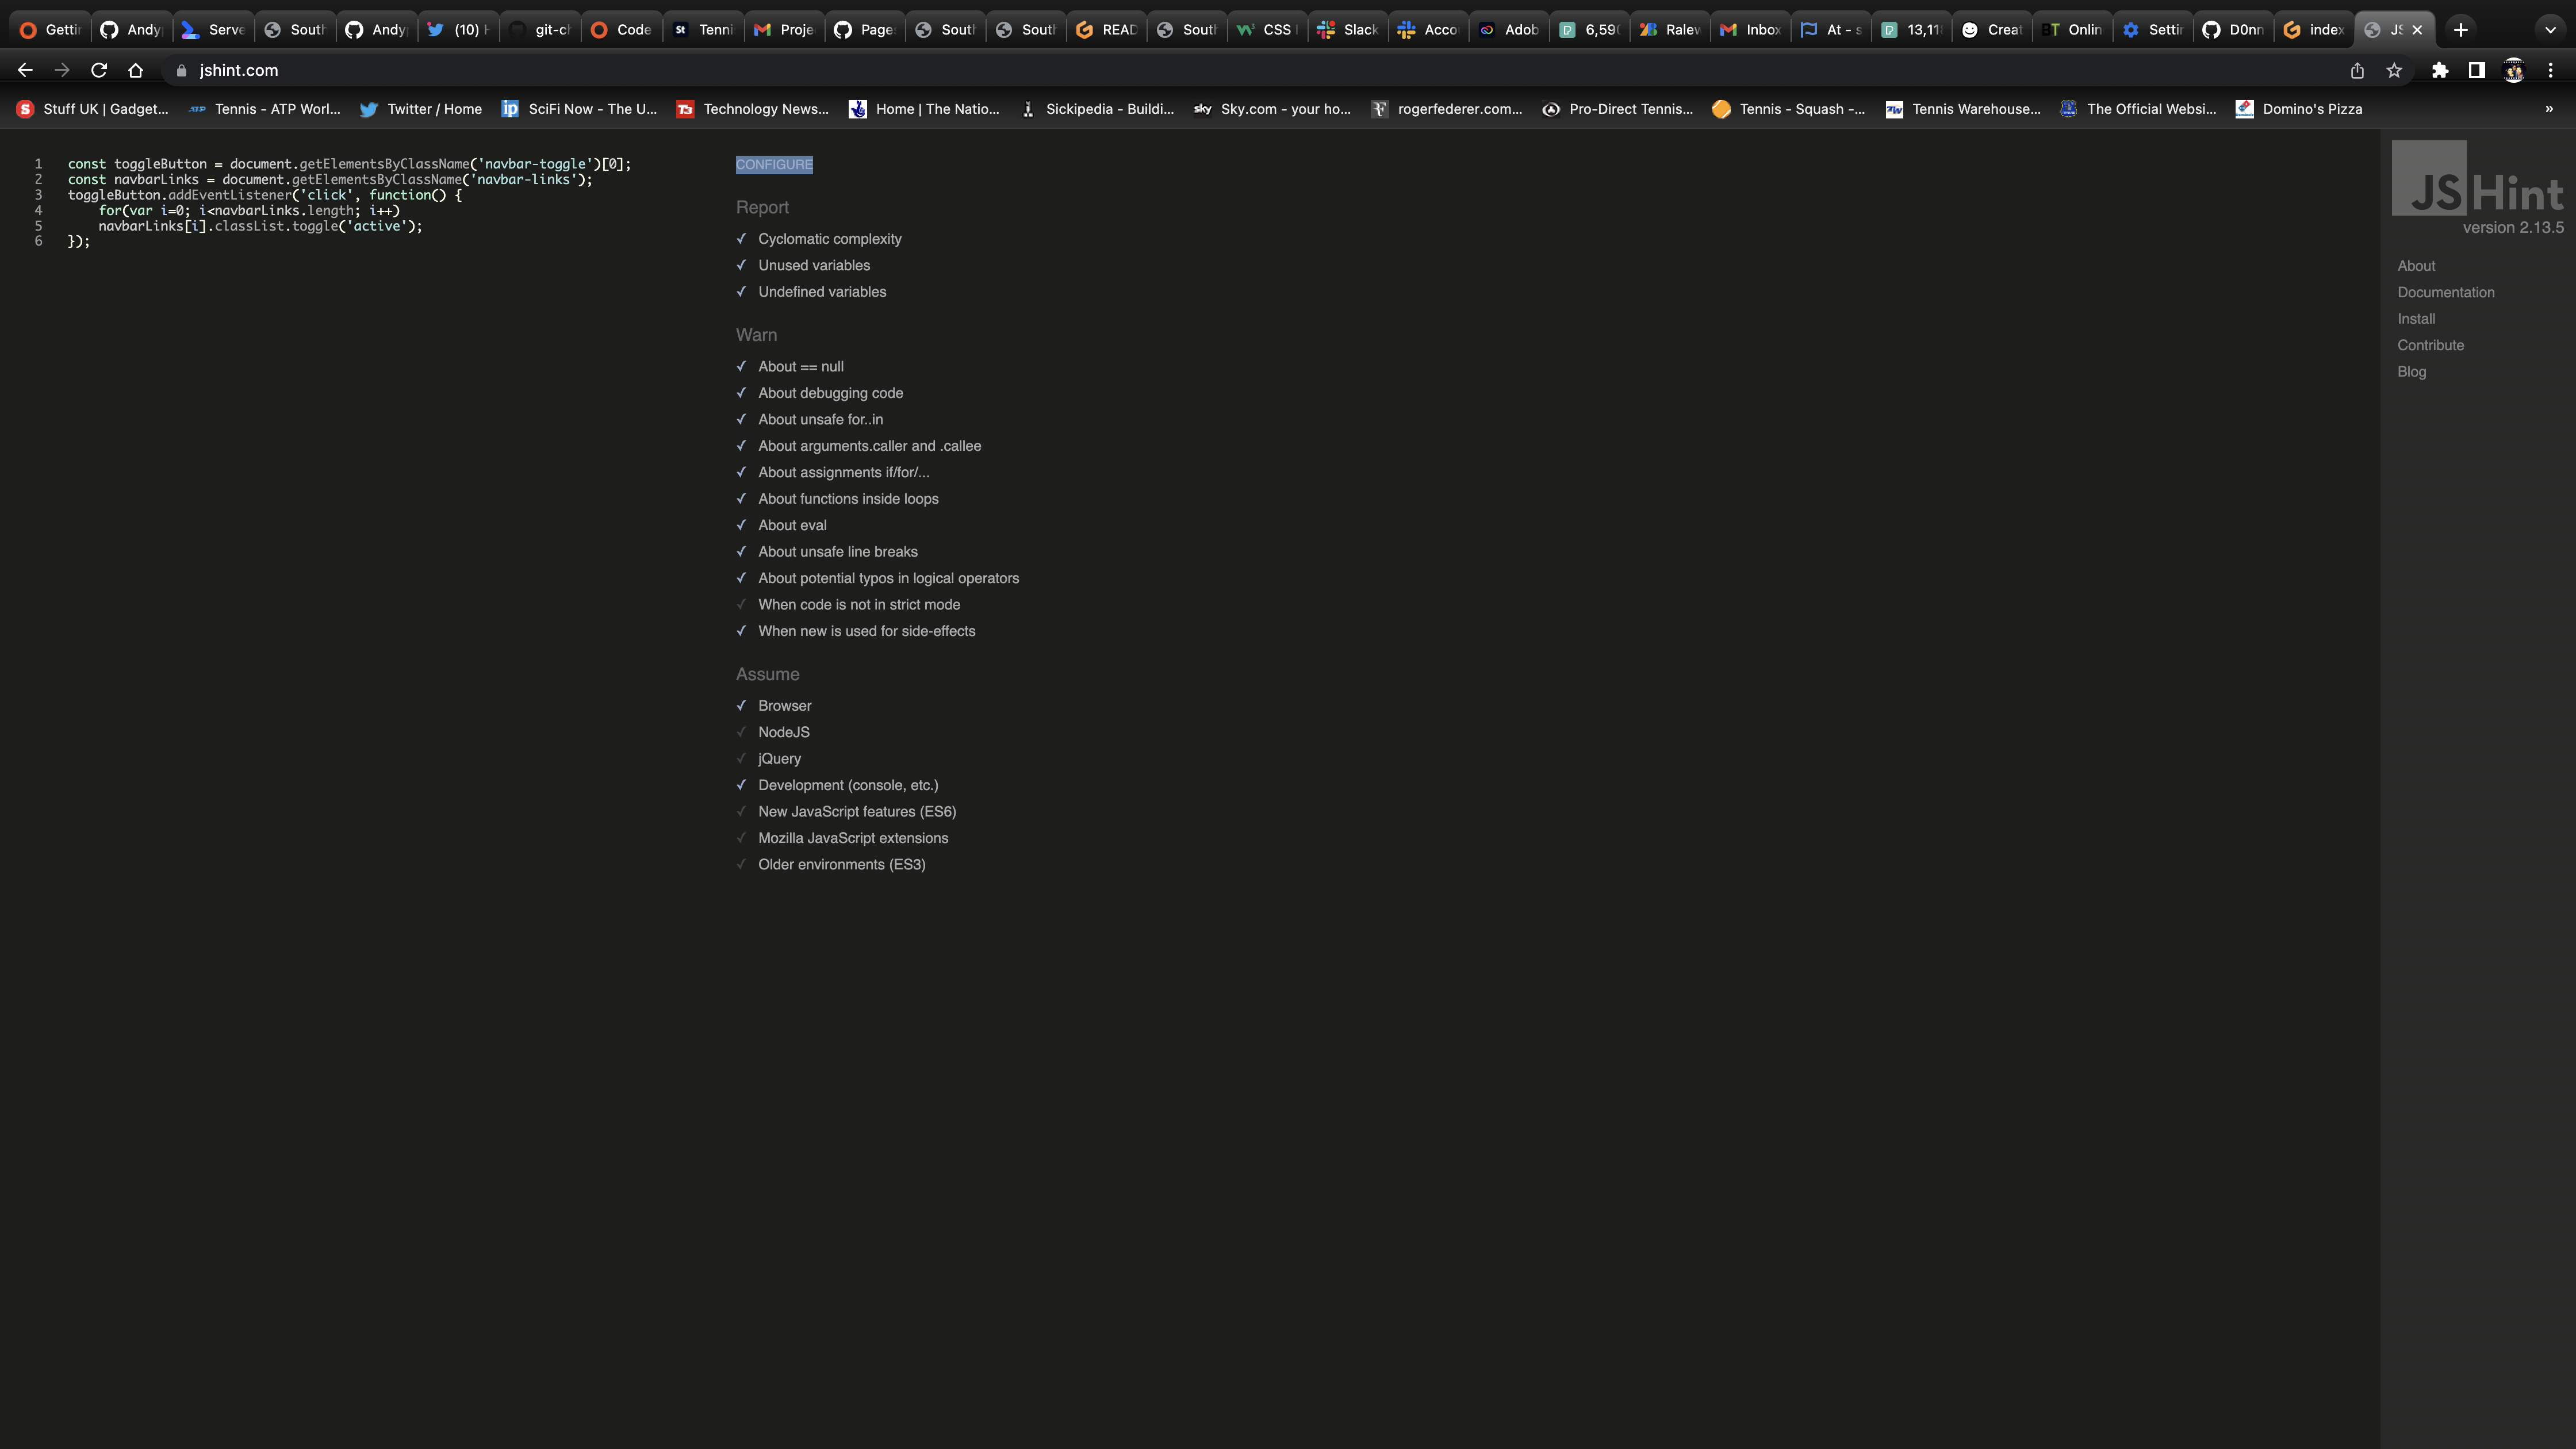 Gettin Andy Serve South Andy (10) H git-ch Code Tenni Proje Page South South READ South CSS Slack Acco Adob 6,590 Ralew Inbox At - s 13,11 Creat Onlin Settin D0nn index JS
jshint.com
Stuff UK | Gadget... Tennis - ATP Worl... Twitter / Home SciFi Now - The U... Technology News... Home | The Natio... Sickipedia - Buildi... Sky.com - your ho... rogerfederer.com... Pro-Direct Tennis... Tennis - Squash -... Tennis Warehouse... The Official Websi... Domino's Pizza »
1 const toggleButton = document.getElementsByClassName('navbar-toggle')[0];
2 const navbarLinks = document.getElementsByClassName('navbar-links');
3 toggleButton.addEventListener('click', function() {
4 for(var i=0; i<navbarLinks.length; i++)
5 navbarLinks[i].classList.toggle('active');
6 });
CONFIGURE
Report
Cyclomatic complexity
Unused variables
Undefined variables
Warn
About == null
About debugging code
About unsafe for..in
About arguments.caller and .callee
About assignments if/for/...
About functions inside loops
About eval
About unsafe line breaks
About potential typos in logical operators
When code is not in strict mode
When new is used for side-effects
Assume
Browser
NodeJS
jQuery
Development (console, etc.)
New JavaScript features (ES6)
Mozilla JavaScript extensions
Older environments (ES3)
JSHint
version 2.13.5
About
Documentation
Install
Contribute
Blog